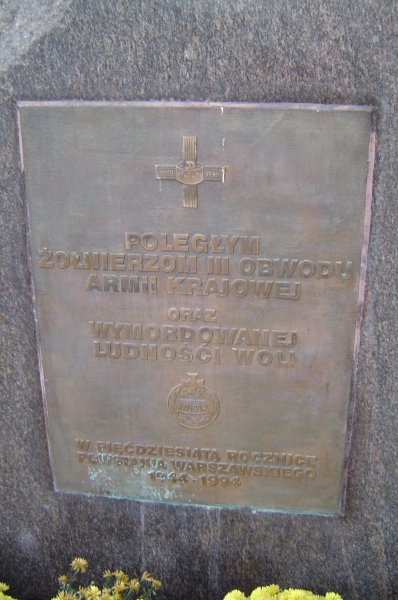 POLEGŁYM
ŻOŁNIERZOM III OBWODU
ARMII KRAJOWEJ
ORAZ
WYMORDOWANEJ
LUDNOŚCI WOLI
W PIĘĆDZIESIĄTĄ ROCZNICĘ
POWSTANIA WARSZAWSKIEGO
1944-1994